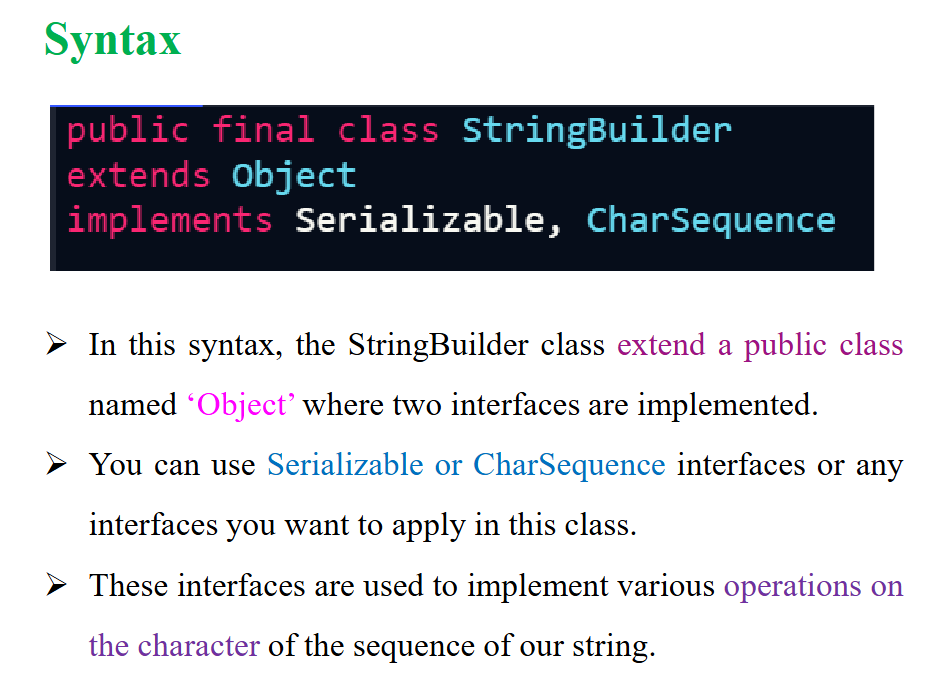 Syntax
public final class StringBuilder
extends Object
implements Serializable, CharSequence
➢ In this syntax, the StringBuilder class extend a public class
named ‘Object’ where two interfaces are implemented.
➢ You can use Serializable or CharSequence interfaces or any
interfaces you want to apply in this class.
➢ These interfaces are used to implement various operations on
the character of the sequence of our string.